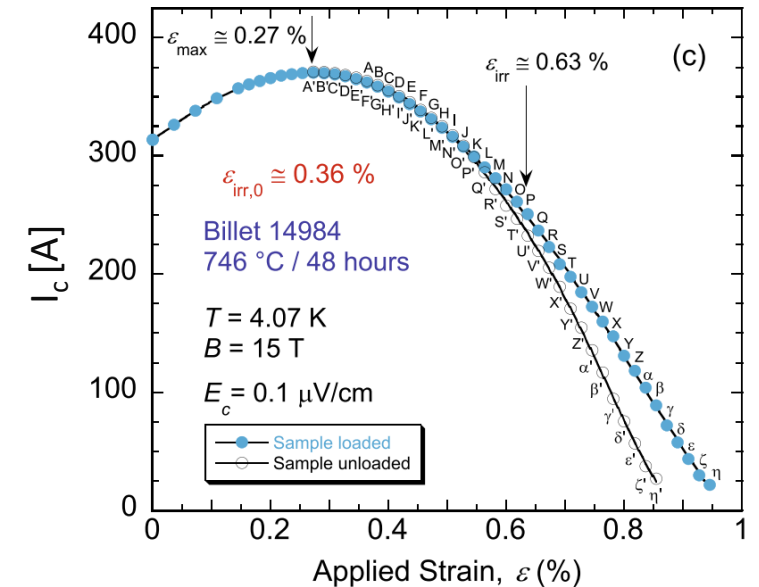 400
εmax ≅ 0.27 %
(c)
εirr ≅ 0.63 %
A B C D E F G H I J K L M N O P Q R S T U V W X Y Z α β γ δ ε ζ η
A' B' C' D' E' F' G' H' I' J' K' L' M' N' O' P' Q' R' S' T' U' V' W' X' Y' Z' α' β' γ' δ' ε' ζ' η'
300
εirr,0 ≅ 0.36 %
Billet 14984
746 °C / 48 hours
200
T = 4.07 K
B = 15 T
100
Ec = 0.1 μV/cm
Sample loaded
Sample unloaded
0
Ic [A]
0 0.2 0.4 0.6 0.8 1
Applied Strain, ε (%)